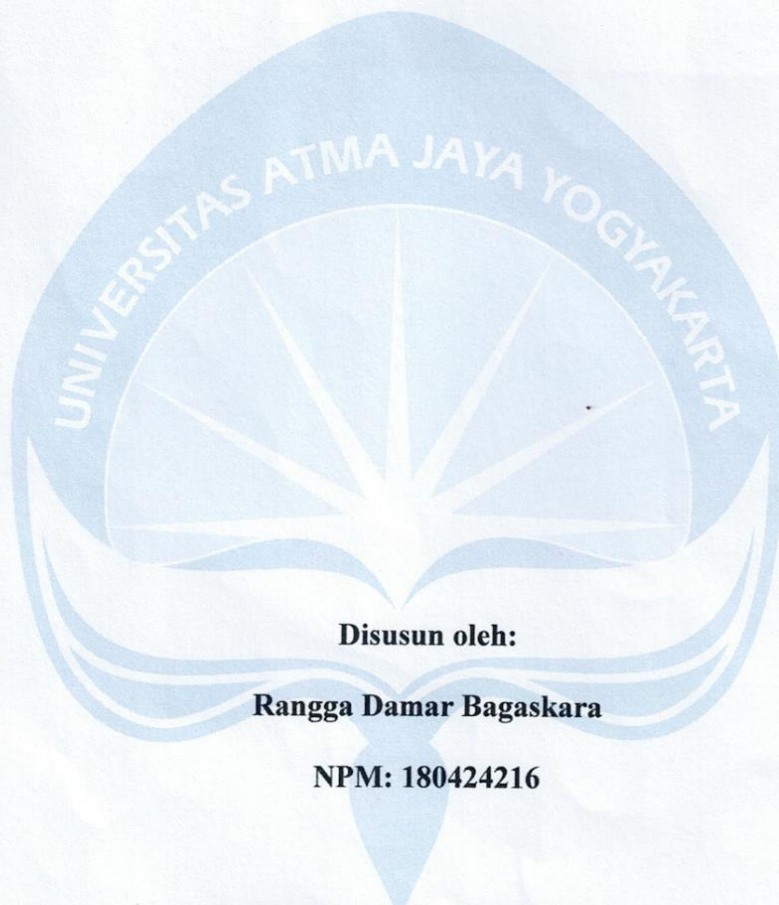 UNIVERSITAS ATMA JAYA YOGYAKARTA
Disusun oleh:
Rangga Damar Bagaskara
NPM: 180424216